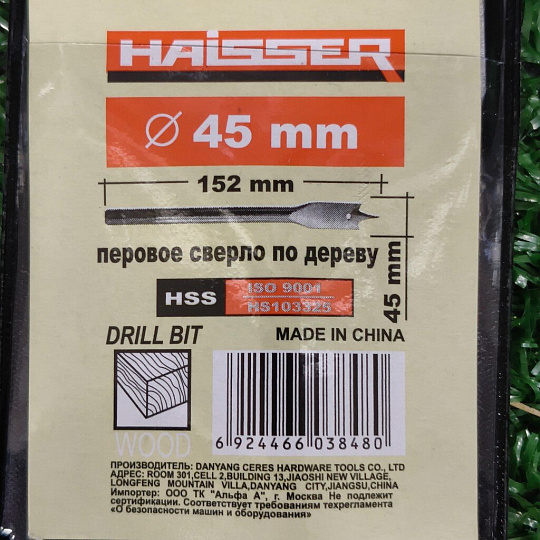 HAISSER
Ø 45 mm
152 mm
45 mm
перовое сверло по дереву
HSS
ISO 9001
HS103325
DRILL BIT
MADE IN CHINA
WOOD
6 924466 038480
ПРОИЗВОДИТЕЛЬ: DANYANG CERES HARDWARE TOOLS CO., LTD
АДРЕС: ROOM 301,CELL 2,BUILDING 13,JIAOSHI NEW VILLAGE,
LONGFENG MOUNTAIN VILLA,DANYANG CITY,JIANGSU,CHINA
Импортер: ООО ТК "Альфа А", г. Москва Не подлежит
сертификации. Соответствует требованиям техрегламента
«О безопасности машин и оборудования»